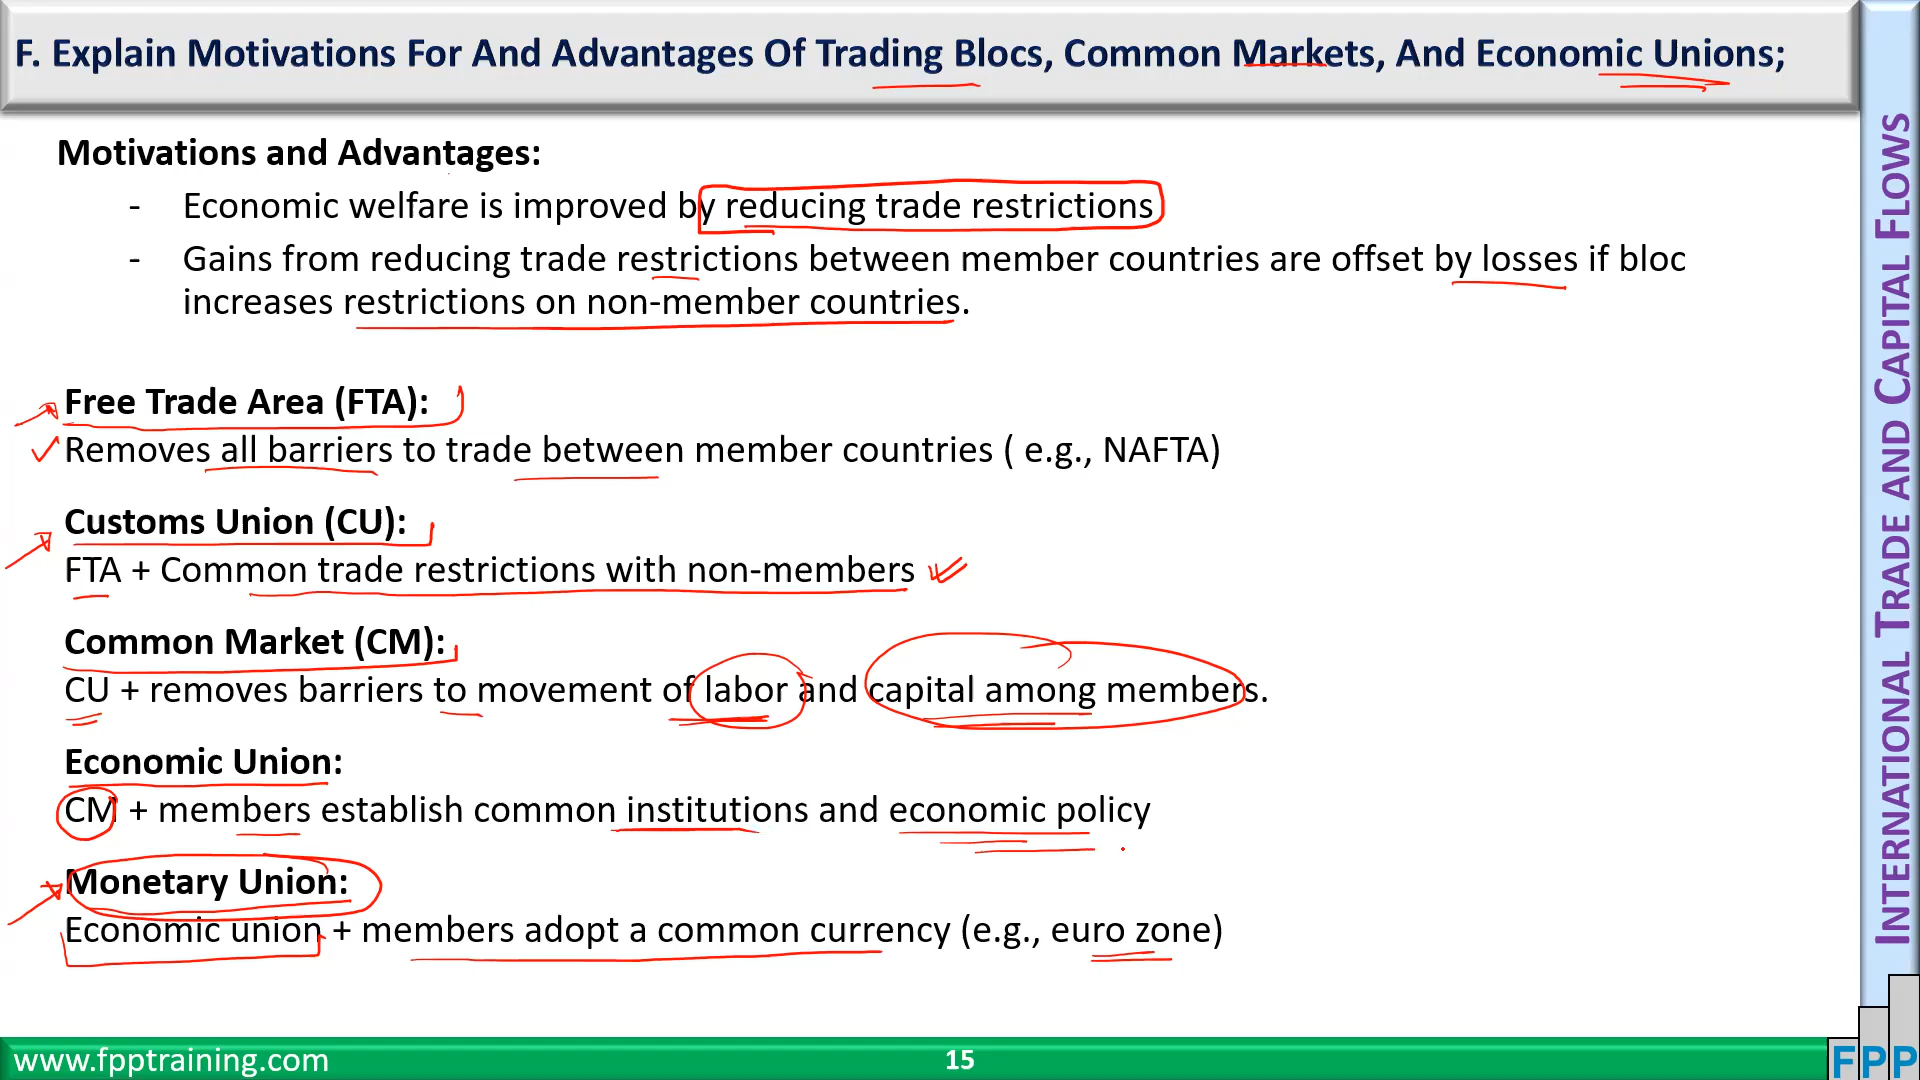 F. Explain Motivations For And Advantages Of Trading Blocs, Common Markets, And Economic Unions;
Motivations and Advantages:
- Economic welfare is improved by reducing trade restrictions
- Gains from reducing trade restrictions between member countries are offset by losses if bloc
increases restrictions on non-member countries.
Free Trade Area (FTA):
Removes all barriers to trade between member countries ( e.g., NAFTA)
Customs Union (CU):
FTA + Common trade restrictions with non-members
Common Market (CM):
CU + removes barriers to movement of labor and capital among members.
Economic Union:
CM + members establish common institutions and economic policy
Monetary Union:
Economic union + members adopt a common currency (e.g., euro zone)
INTERNATIONAL TRADE AND CAPITAL FLOWS
www.fpptraining.com
15
FPP